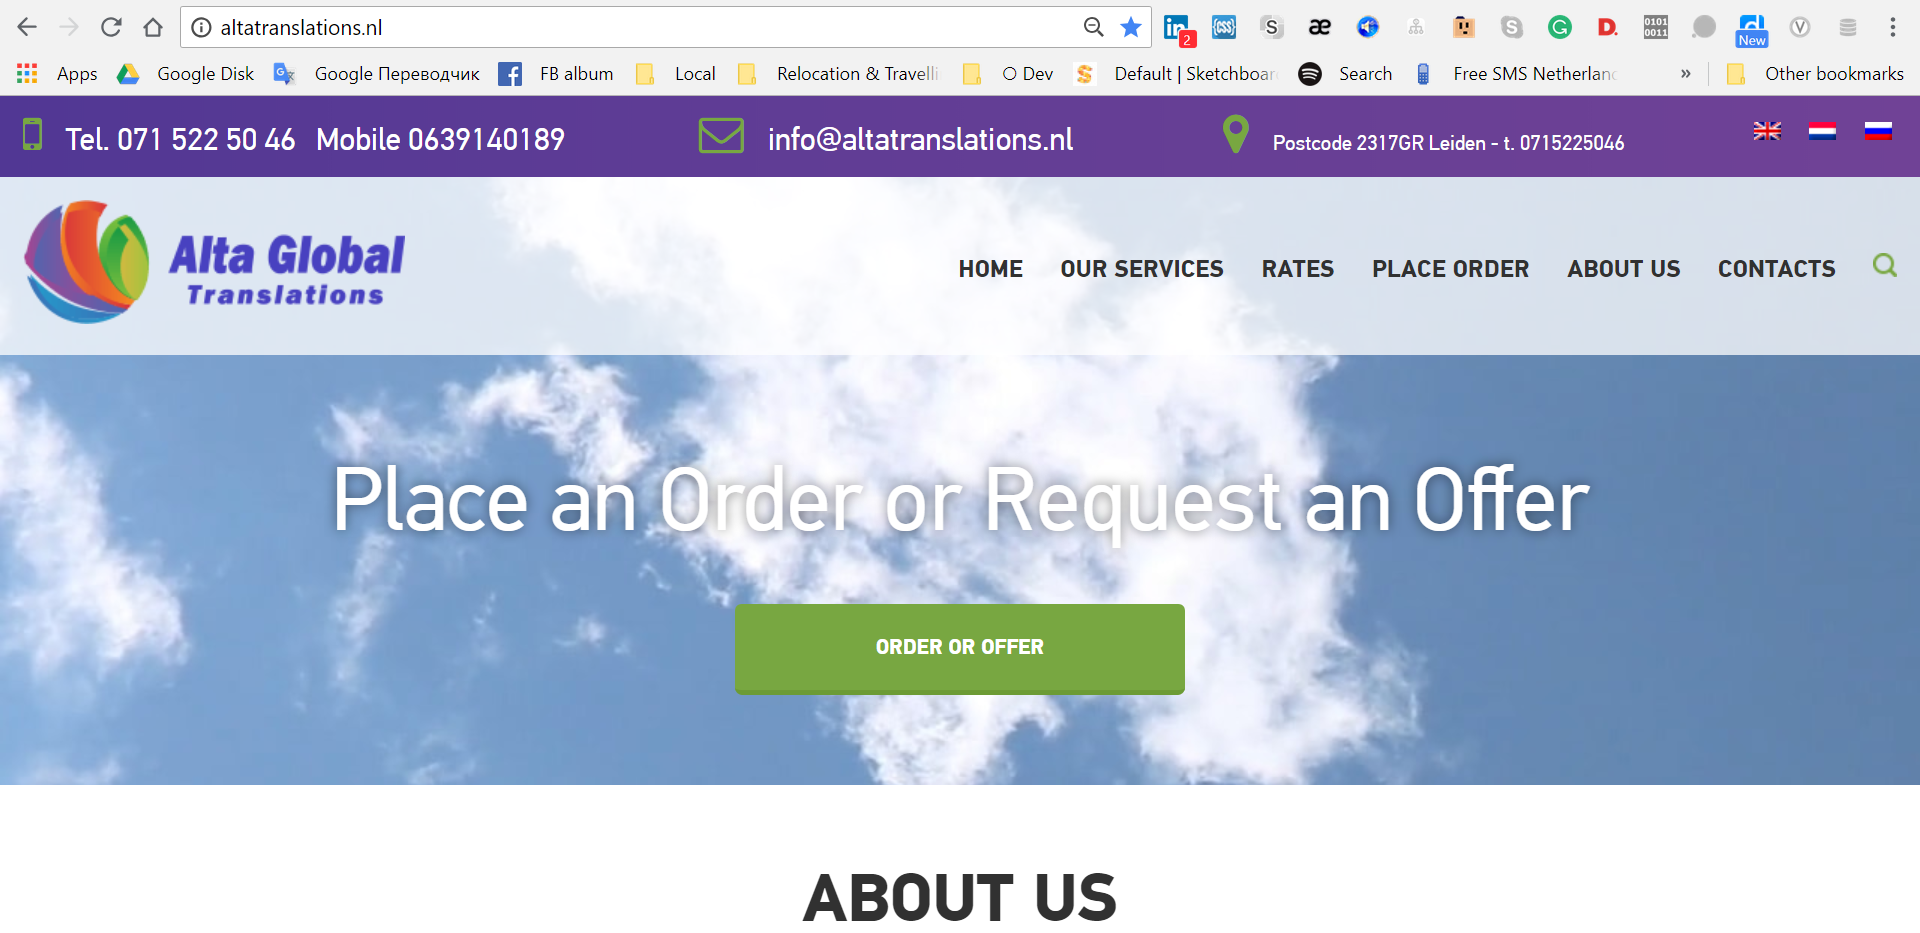 altatranslations.nl
2
New
Apps Google Disk Google Переводчик FB album Local Relocation & Travelli O Dev Default | Sketchboar Search Free SMS Netherlan » Other bookmarks
Tel. 071 522 50 46 Mobile 0639140189 info@altatranslations.nl Postcode 2317GR Leiden - t. 0715225046
Alta Global
Translations
HOME OUR SERVICES RATES PLACE ORDER ABOUT US CONTACTS
Place an Order or Request an Offer
ORDER OR OFFER
ABOUT US